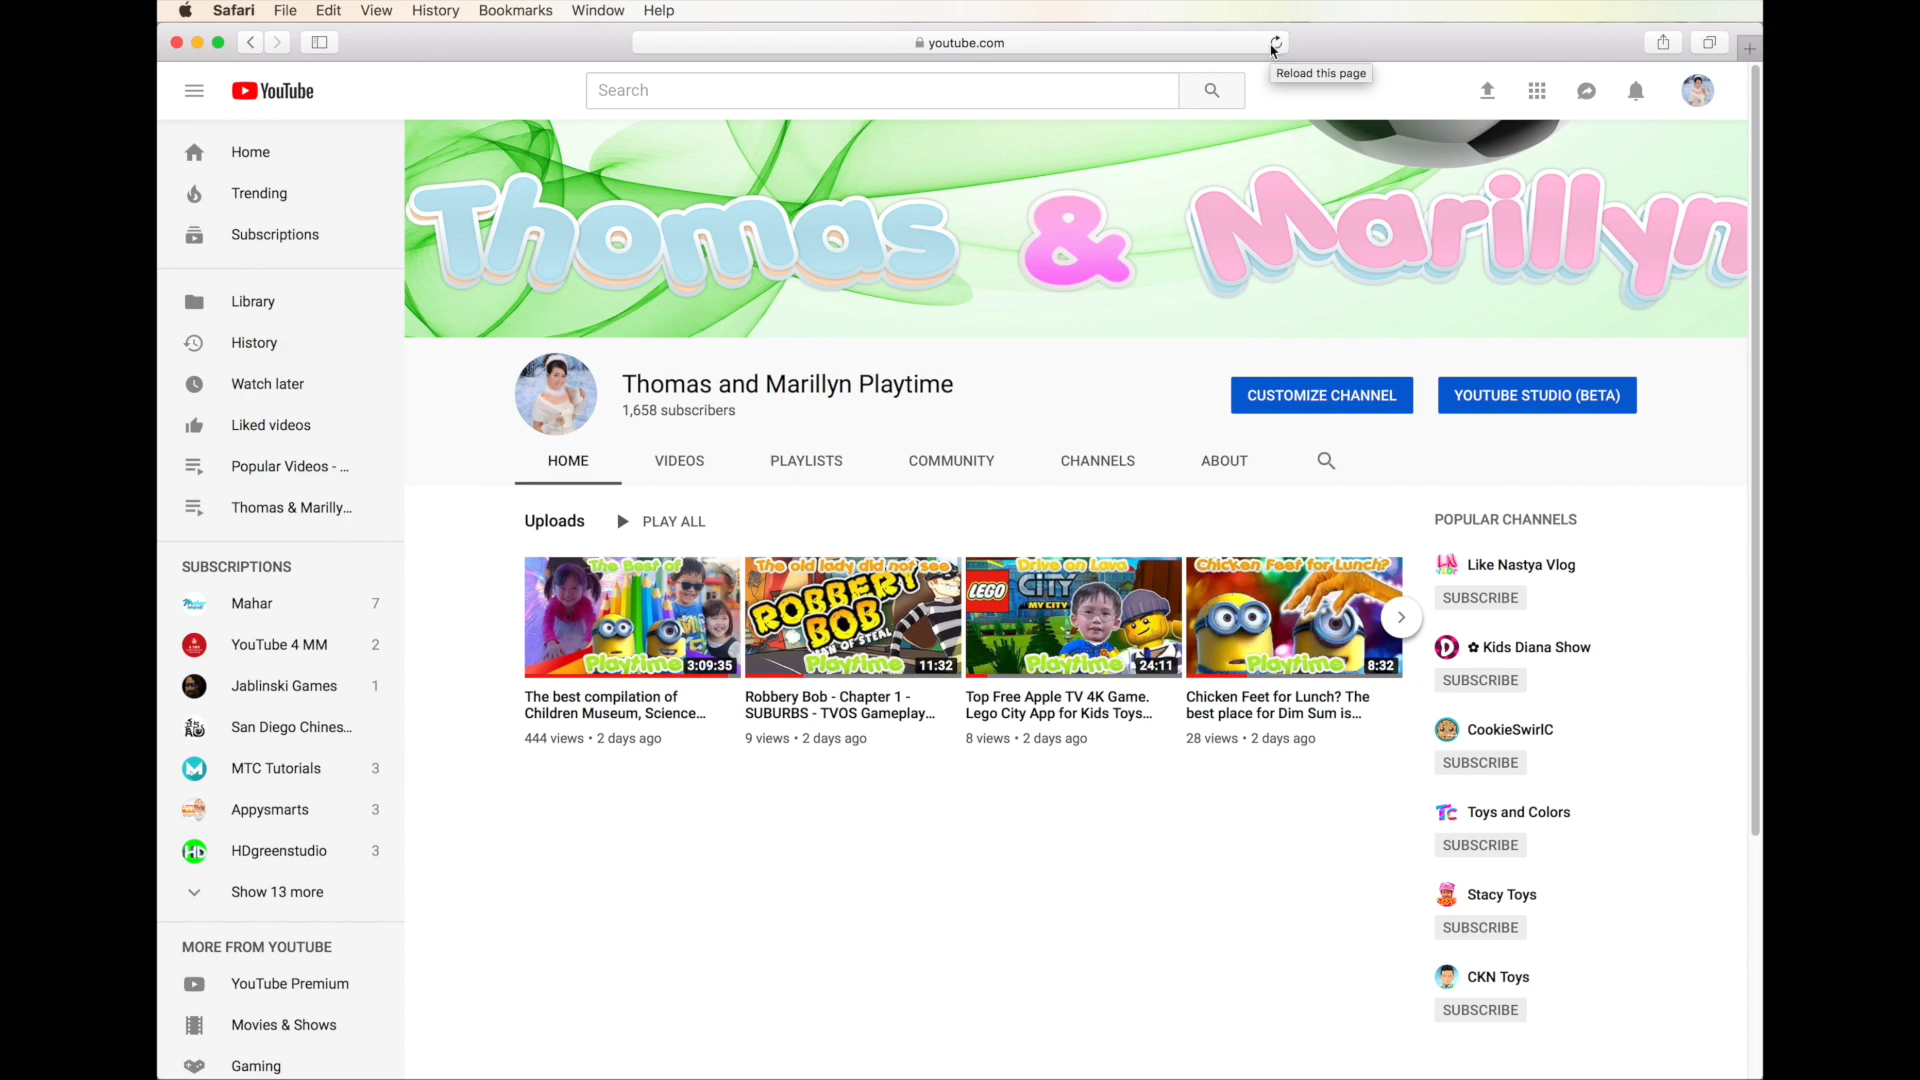 Safari File Edit View History Bookmarks Window Help
youtube.com
Reload this page
YouTube
Search
Home
Trending
Subscriptions
Library
History
Watch later
Liked videos
Popular Videos - ...
Thomas & Marilly...
SUBSCRIPTIONS
Mahar 7
YouTube 4 MM 2
Jablinski Games 1
San Diego Chines...
MTC Tutorials 3
Appysmarts 3
HDgreenstudio 3
Show 13 more
MORE FROM YOUTUBE
YouTube Premium
Movies & Shows
Gaming
Thomas & Marillyn
Thomas and Marillyn Playtime
1,658 subscribers
CUSTOMIZE CHANNEL YOUTUBE STUDIO (BETA)
HOME VIDEOS PLAYLISTS COMMUNITY CHANNELS ABOUT
Uploads PLAY ALL
The Best of
Playtime 3:09:35
The best compilation of
Children Museum, Science...
444 views • 2 days ago
The old lady did not see
ROBBERY
BOB
MAN OF STEAL
Playtime 11:32
Robbery Bob - Chapter 1 -
SUBURBS - TVOS Gameplay...
9 views • 2 days ago
Drive on Lava
LEGO CITY
MY CITY
Playtime 24:11
Top Free Apple TV 4K Game.
Lego City App for Kids Toys...
8 views • 2 days ago
Chicken Feet for Lunch?
Playtime 8:32
Chicken Feet for Lunch? The
best place for Dim Sum is...
28 views • 2 days ago
POPULAR CHANNELS
Like Nastya Vlog
SUBSCRIBE
✿ Kids Diana Show
SUBSCRIBE
CookieSwirlC
SUBSCRIBE
Toys and Colors
SUBSCRIBE
Stacy Toys
SUBSCRIBE
CKN Toys
SUBSCRIBE